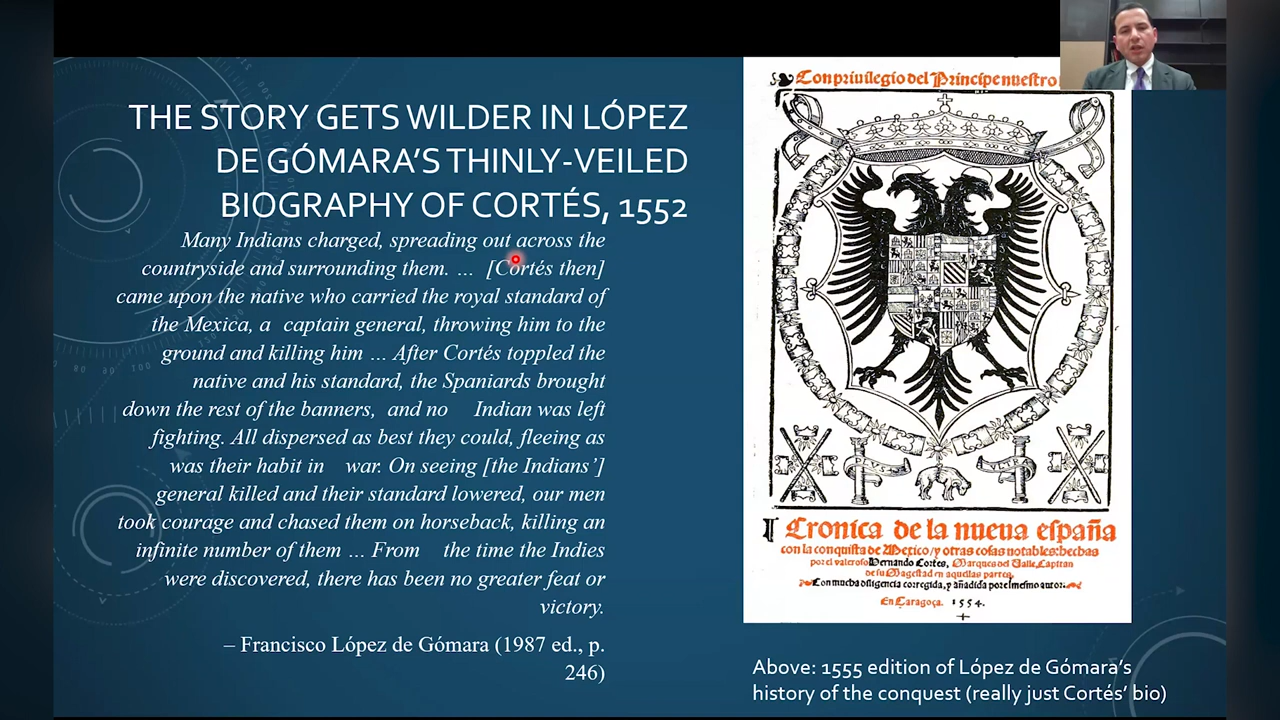 THE STORY GETS WILDER IN LÓPEZ
DE GÓMARA'S THINLY-VEILED
BIOGRAPHY OF CORTÉS, 1552
Many Indians charged, spreading out across the
countryside and surrounding them. … [Cortés then]
came upon the native who carried the royal standard of
the Mexica, a captain general, throwing him to the
ground and killing him … After Cortés toppled the
native and his standard, the Spaniards brought
down the rest of the banners, and no Indian was left
fighting. All dispersed as best they could, fleeing as
was their habit in war. On seeing [the Indians']
general killed and their standard lowered, our men
took courage and chased them on horseback, killing an
infinite number of them … From the time the Indies
were discovered, there has been no greater feat or
victory.
– Francisco López de Gómara (1987 ed., p.
246)
Con priuilegio del Principe nuestro
Cronica de la nueua españa
con la conquista de Mexico/y otras cosas notables:hechas
por el valeroso Hernando Cortes, Marques del Valle,Capitan
de su Magestad en aquellas partes,
Con mucha diligencia corregida, y añadida por el mesmo autor.
En Caragoça. 1554.
Above: 1555 edition of López de Gómara's
history of the conquest (really just Cortés' bio)